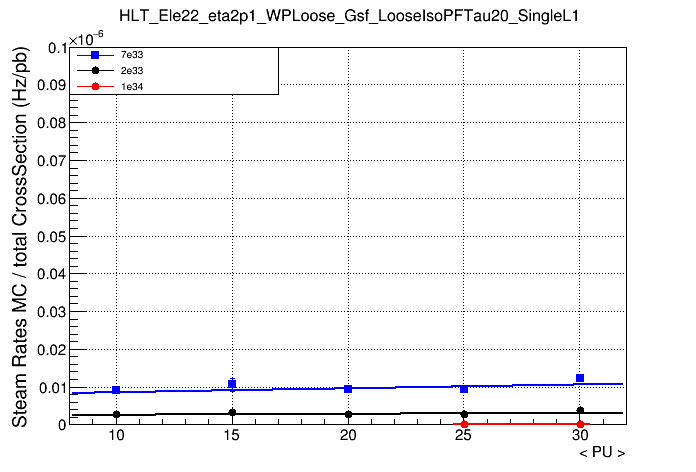 HLT_Ele22_eta2p1_WPLoose_Gsf_LooseIsoPFTau20_SingleL1
×10⁻⁶
0.1
7e33
2e33
1e34
0.09
0.08
0.07
0.06
0.05
0.04
0.03
0.02
0.01
0
10 15 20 25 30
< PU >
Steam Rates MC / total CrossSection (Hz/pb)